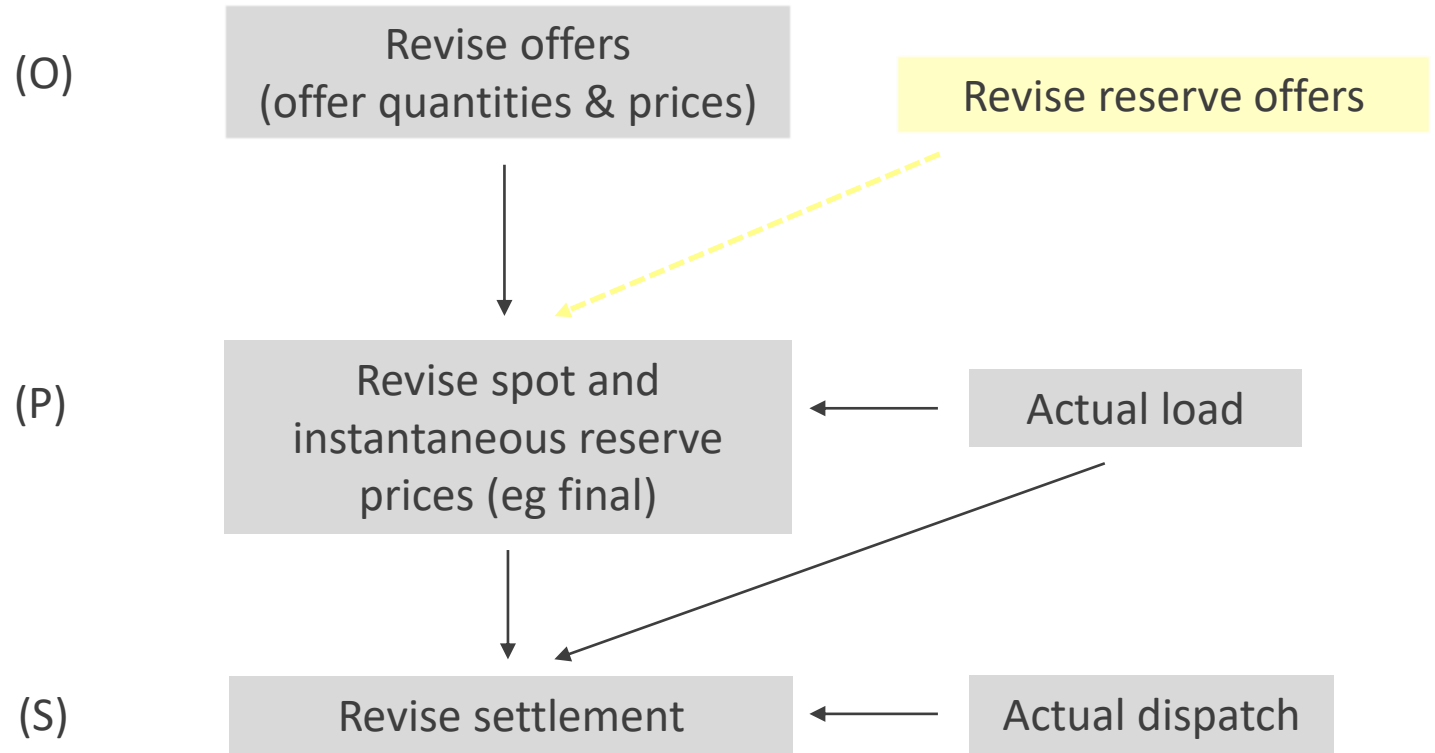 (O)
Revise offers
(offer quantities & prices)
Revise reserve offers
(P)
Revise spot and
instantaneous reserve
prices (eg final)
Actual load
(S)
Revise settlement
Actual dispatch